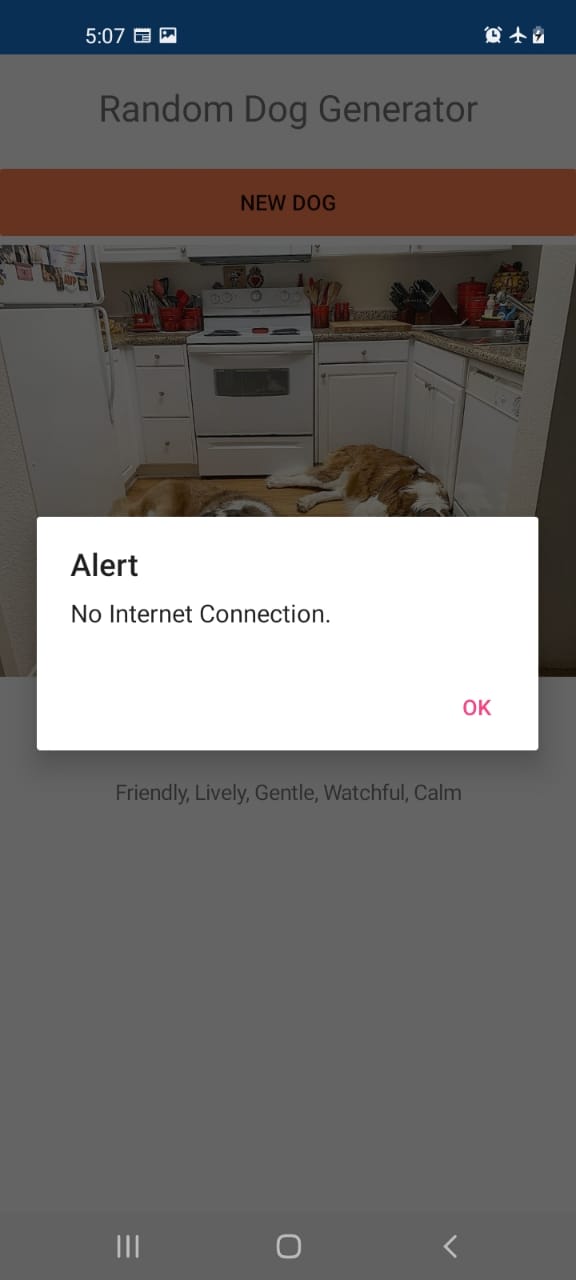 5:07
Random Dog Generator
NEW DOG
Alert
No Internet Connection.
OK
Friendly, Lively, Gentle, Watchful, Calm